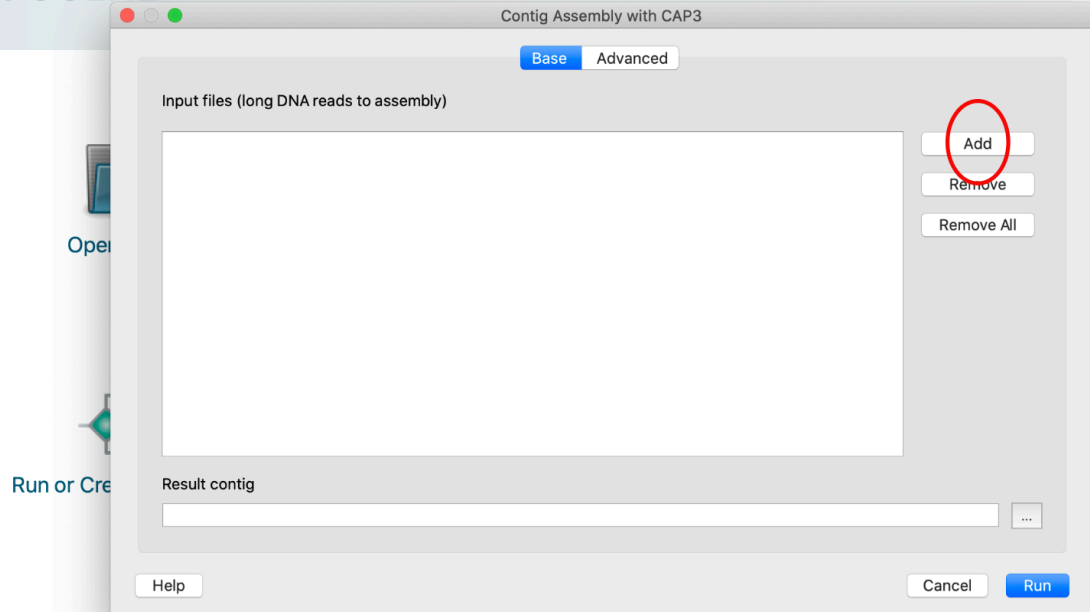 Contig Assembly with CAP3
Base Advanced
Input files (long DNA reads to assembly)
Add
Remove
Remove All
Open
Run or Cre
Result contig
...
Help Cancel Run